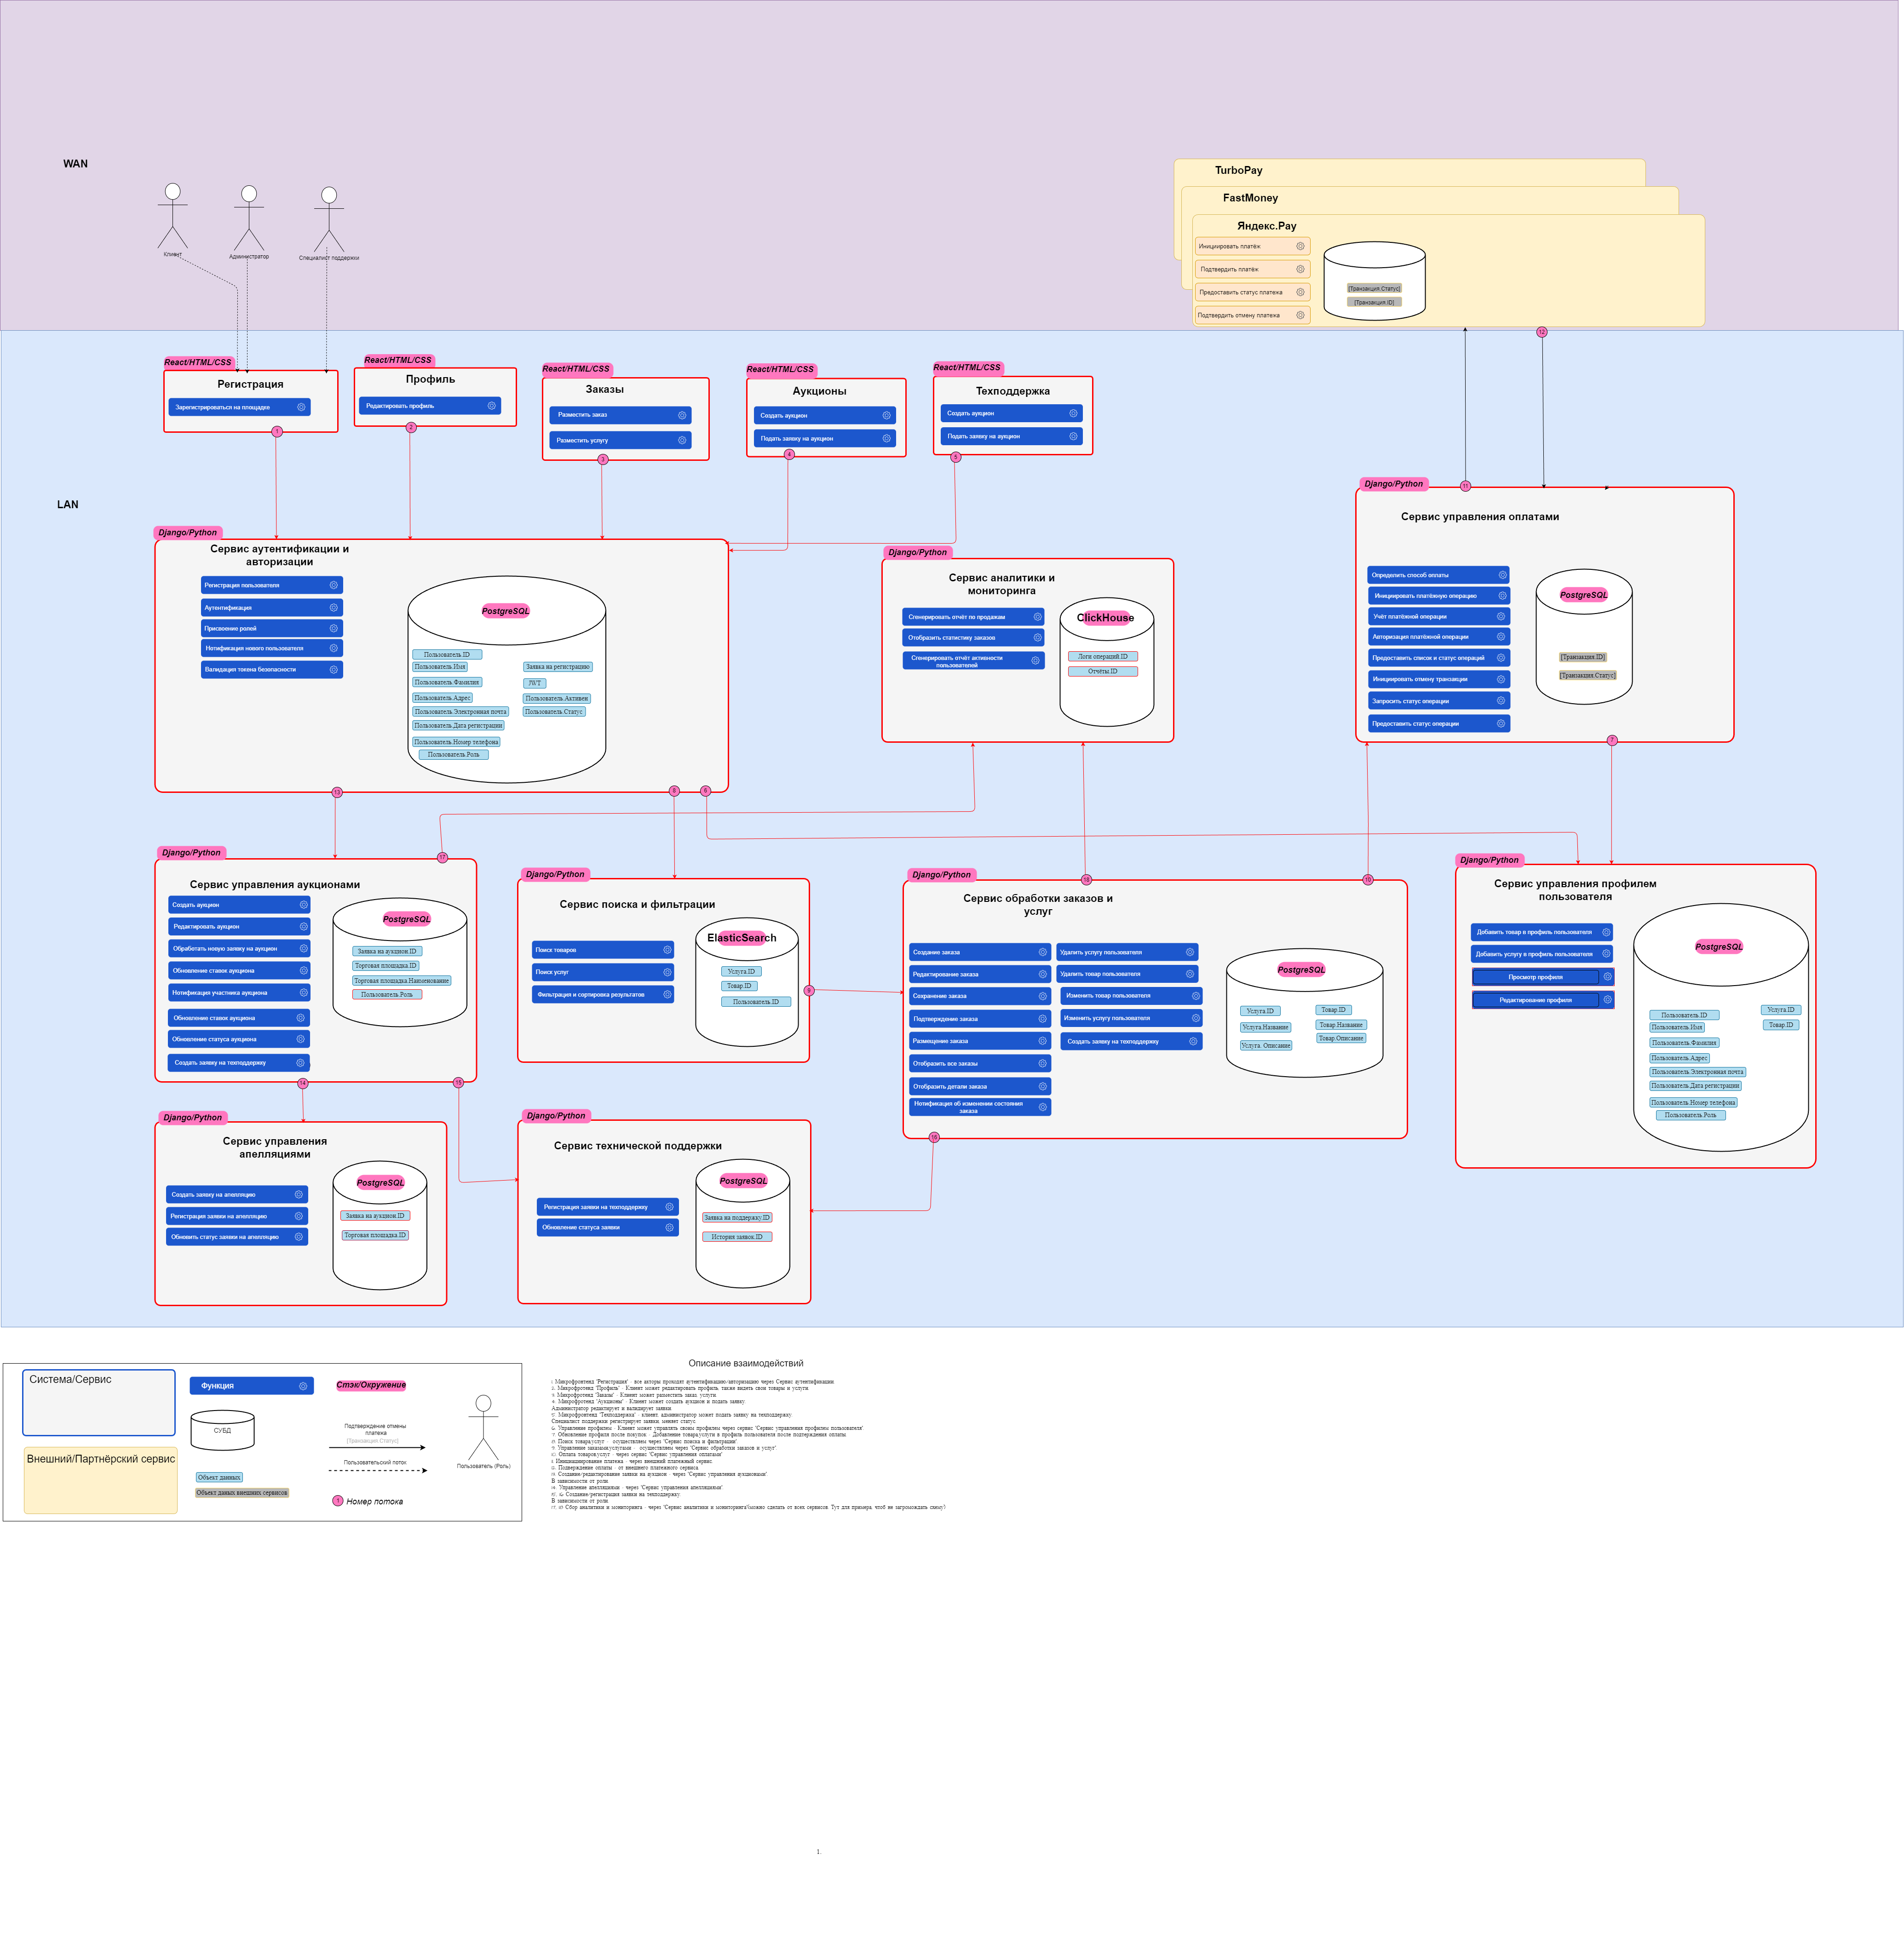 WAN
Клиент
Администратор
Специалист поддержки
TurboPay
FastMoney
Яндекс.Pay
Инициировать платёж
Подтвердить платёж
Предоставить статус платежа
Подтвердить отмену платежа
[Транзакция.Статус]
[Транзакция.ID]
12
LAN
React/HTML/CSS
Регистрация
Зарегистрироваться на площадке
1
React/HTML/CSS
Профиль
Редактировать профиль
2
React/HTML/CSS
Заказы
Разместить заказ
Разместить услугу
3
React/HTML/CSS
Аукционы
Создать аукцион
Подать заявку на аукцион
4
React/HTML/CSS
Техподдержка
Создать аукцион
Подать заявку на аукцион
5
Django/Python
Сервис аутентификации и
авторизации
Регистрация пользователя
Аутентификация
Присвоение ролей
Нотификация нового пользователя
Валидация токена безопасности
PostgreSQL
Пользователь.ID
Пользователь.Имя
Пользователь.Фамилия
Пользователь.Адрес
Пользователь.Электронная почта
Пользователь.Дата регистрации
Пользователь.Номер телефона
Пользователь.Роль
Заявка на регистрацию
JWT
Пользователь.Активен
Пользователь.Статус
13
8
6
Django/Python
Сервис аналитики и
мониторинга
Сгенерировать отчёт по продажам
Отобразить статистику заказов
Сгенерировать отчёт активности
пользователей
ClickHouse
Логи операций.ID
Отчёты.ID
Django/Python
11
Сервис управления оплатами
Определить способ оплаты
Инициировать платёжную операцию
Учёт платёжной операции
Авторизация платёжной операции
Предоставить список и статус операций
Инициировать отмену транзакции
Запросить статус операции
Предоставить статус операции
PostgreSQL
[Транзакция.ID]
[Транзакция.Статус]
7
Django/Python
17
Сервис управления аукционами
Создать аукцион
Редактировать аукцион
Обработать новую заявку на аукцион
Обновление ставок аукциона
Нотификация участника аукциона
Обновление ставок аукциона
Обновление статуса аукциона
Создать заявку на техподдержку
PostgreSQL
Заявка на аукцион.ID
Торговая площадка.ID
Торговая площадка.Наименование
Пользователь.Роль
14
15
Django/Python
Сервис поиска и фильтрации
Поиск товаров
Поиск услуг
Фильтрация и сортировка результатов
ElasticSearch
Услуга.ID
Товар.ID
Пользователь.ID
9
Django/Python
18
10
Сервис обработки заказов и
услуг
Создание заказа
Редактирование заказа
Сохранение заказа
Подтверждение заказа
Размещение заказа
Отобразить все заказы
Отобразить детали заказа
Нотификация об изменении состояния
заказа
Удалить услугу пользователя
Удалить товар пользователя
Изменить товар пользователя
Изменить услугу пользователя
Создать заявку на техподдержку
PostgreSQL
Услуга.ID
Услуга.Название
Услуга. Описание
Товар.ID
Товар.Название
Товар.Описание
16
Django/Python
Сервис управления профилем
пользователя
Добавить товар в профиль пользователя
Добавить услугу в профиль пользователя
Просмотр профиля
Редактирование профиля
PostgreSQL
Пользователь.ID
Пользователь.Имя
Пользователь.Фамилия
Пользователь.Адрес
Пользователь.Электронная почта
Пользователь.Дата регистрации
Пользователь.Номер телефона
Пользователь.Роль
Услуга.ID
Товар.ID
Django/Python
Сервис управления
апелляциями
Создать заявку на апелляцию
Регистрация заявки на апелляцию
Обновить статус заявки на апелляцию
PostgreSQL
Заявка на аукцион.ID
Торговая площадка.ID
Django/Python
Сервис технической поддержки
Регистрация заявки на техподдержку
Обновление статуса заявки
PostgreSQL
Заявка на поддержку.ID
История заявок.ID
Система/Сервис
Внешний/Партнёрский сервис
Функция
СУБД
Объект данных
Объект даных внешних сервисов
Стэк/Окружение
Подтверждение отмены
платежа
[Транзакция Статус]
Пользовательский поток
1
Номер потока
Пользователь (Роль)
Описание взаимодействий
Микрофронтенд "Регистрация" - все акторы проходят аутентификацию/авторизацию через Сервис аутентификации
Микрофротенд "Профиль" - Клиент может редактировать профиль, также видеть свои товары и услуги
Микрофротенд "Заказы" - Клиент может разместить заказ, услуги
Микрофротенд "Аукционы" - Клиент может создать аукцион и подать заявку
Администратор редактирует и валидирует заявки
Микрофронтенд "Техподдержка" - клиент, администратор может подать заявку на техподдержку
Специалист поддержки регистрирует заявки, меняет статус
Управление профилем - Клиент может управлять своим профилем через сервис "Сервис управления профилем пользователя".
Обновление профиля после покупок - Добавление товара,услуги в профиль пользователя после подтверждения оплаты
Поиск товара,услуг - осуществляем через "Сервис поиска и фильтрации"
Управление заказами,услугами - осуществляем через "Сервис обработки заказов и услуг".
Оплата товаров,услуг - через сервис "Сервис управления оплатами"
Инициицирование платежа - через внешний платежный сервис.
Подверждение оплаты - от внешнего платежного сервиса.
Создание/редактирование заявки на аукцион - через "Сервис управления аукционами"
В зависимости от роли
Управление апелляциями - через "Сервис управления апелляциями".
Создание/регистрация заявки на техподдержку
В зависимости от роли
Сбор аналитики и мониторинга - через "Сервис аналитики и мониторинга"(можно сделать от всех сервисов. Тут для примера, чтоб не загромождать схему)
1.